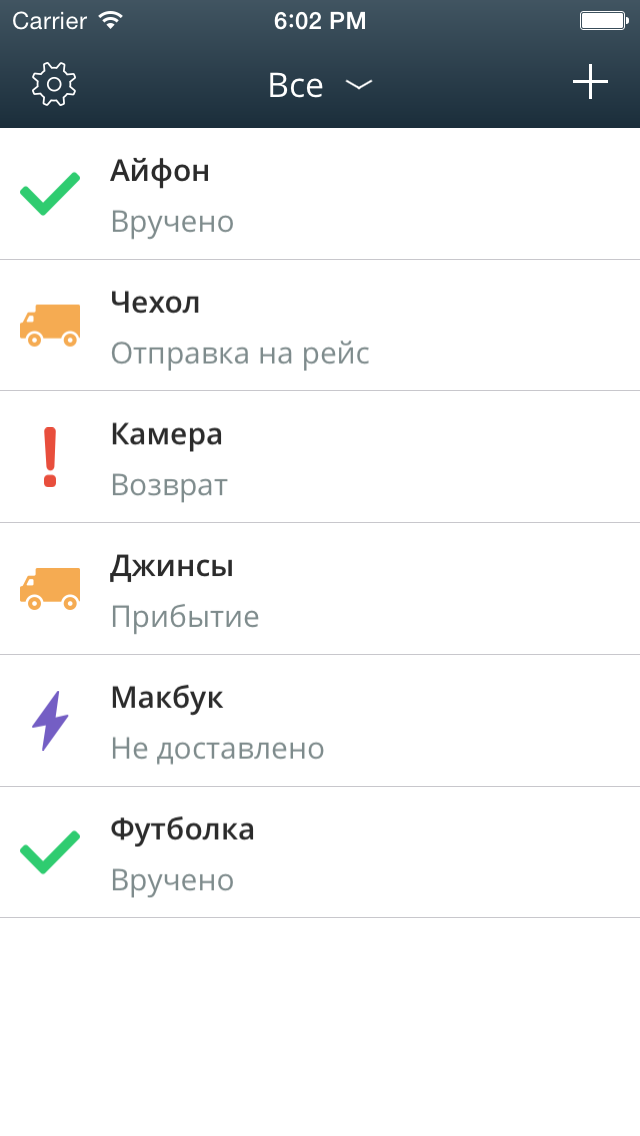 Carrier 6:02 PM
Все
Айфон
Вручено
Чехол
Отправка на рейс
Камера
Возврат
Джинсы
Прибытие
Макбук
Не доставлено
Футболка
Вручено